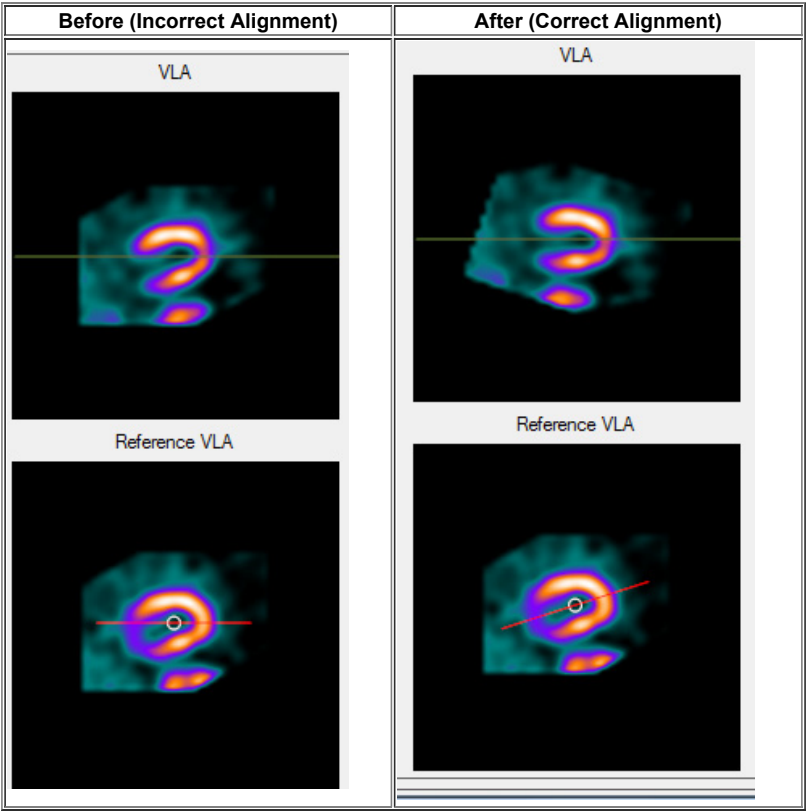 Before (Incorrect Alignment)
After (Correct Alignment)
VLA
VLA
Reference VLA
Reference VLA